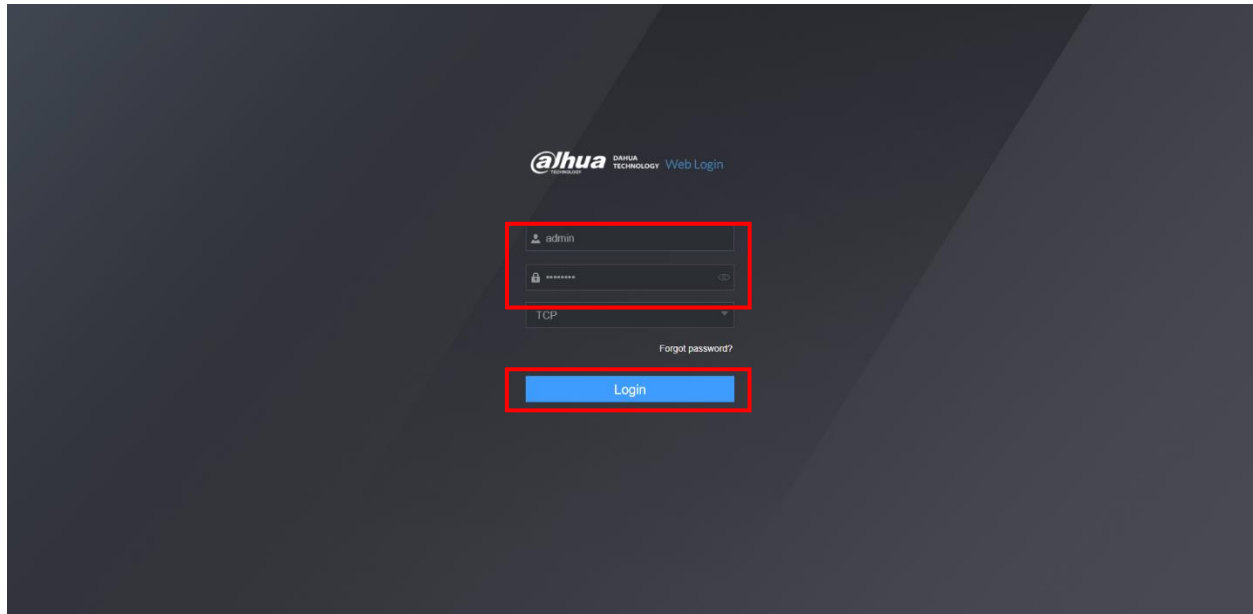 alhua DAHUA TECHNOLOGY Web Login
TECHNOLOGY
admin
••••••••
TCP
Forgot password?
Login